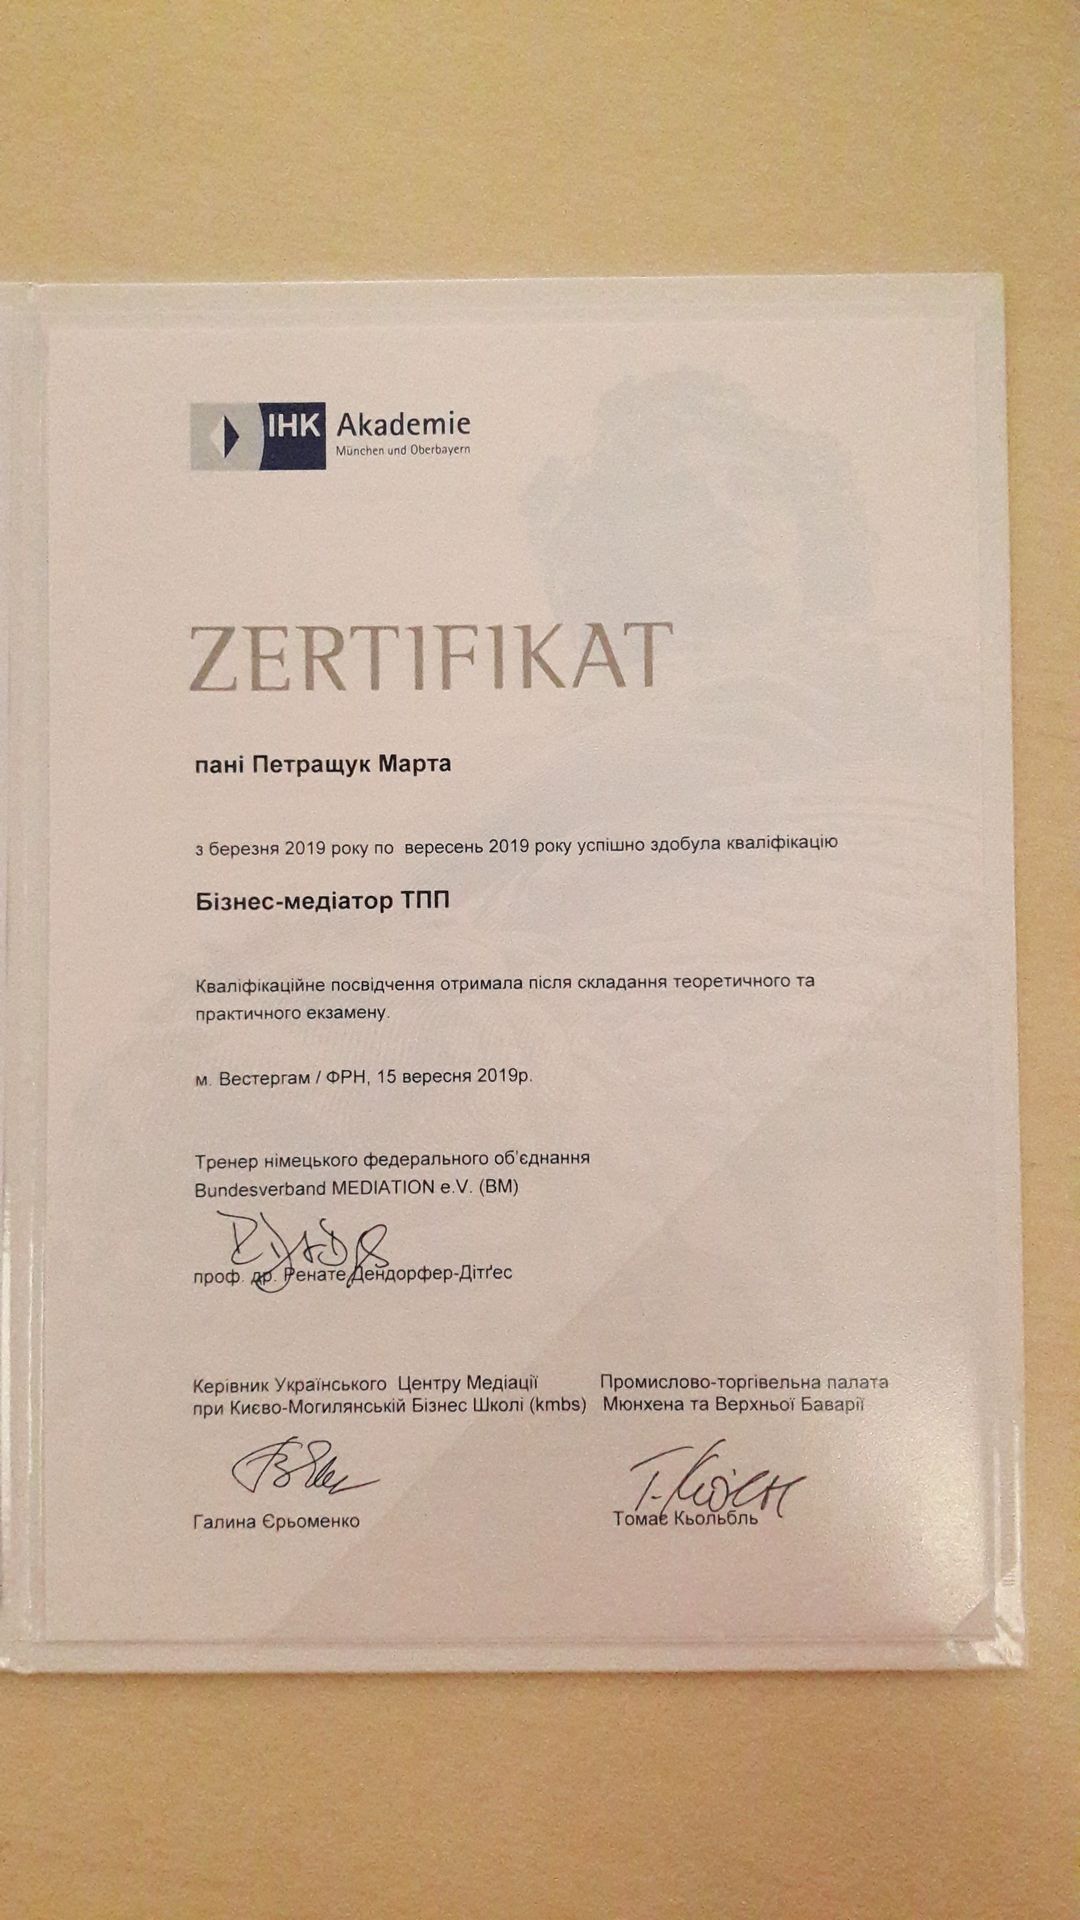 IHK Akademie
München und Oberbayern
ZERTIFIKAT
пані Петращук Марта
з березня 2019 року по вересень 2019 року успішно здобула кваліфікацію
Бізнес-медіатор ТПП
Кваліфікаційне посвідчення отримала після складання теоретичного та
практичного екзамену.
м. Вестергам / ФРН, 15 вересня 2019р.
Тренер німецького федерального об'єднання
Bundesverband MEDIATION e.V. (BM)
проф. др. Ренате Дендорфер-Дітґес
Керівник Українського Центру Медіації
при Києво-Могилянській Бізнес Школі (kmbs)
Промислово-торгівельна палата
Мюнхена та Верхньої Баварії
Галина Єрьоменко
Томас Кьольбль